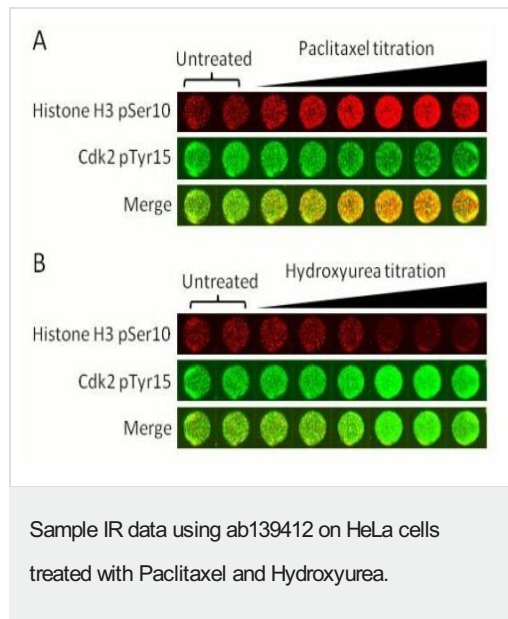 A
Paclitaxel titration
Untreated
Histone H3 pSer10
Cdk2 pTyr15
Merge
B
Hydroxyurea titration
Untreated
Histone H3 pSer10
Cdk2 pTyr15
Merge
Sample IR data using ab139412 on HeLa cells
treated with Paclitaxel and Hydroxyurea.